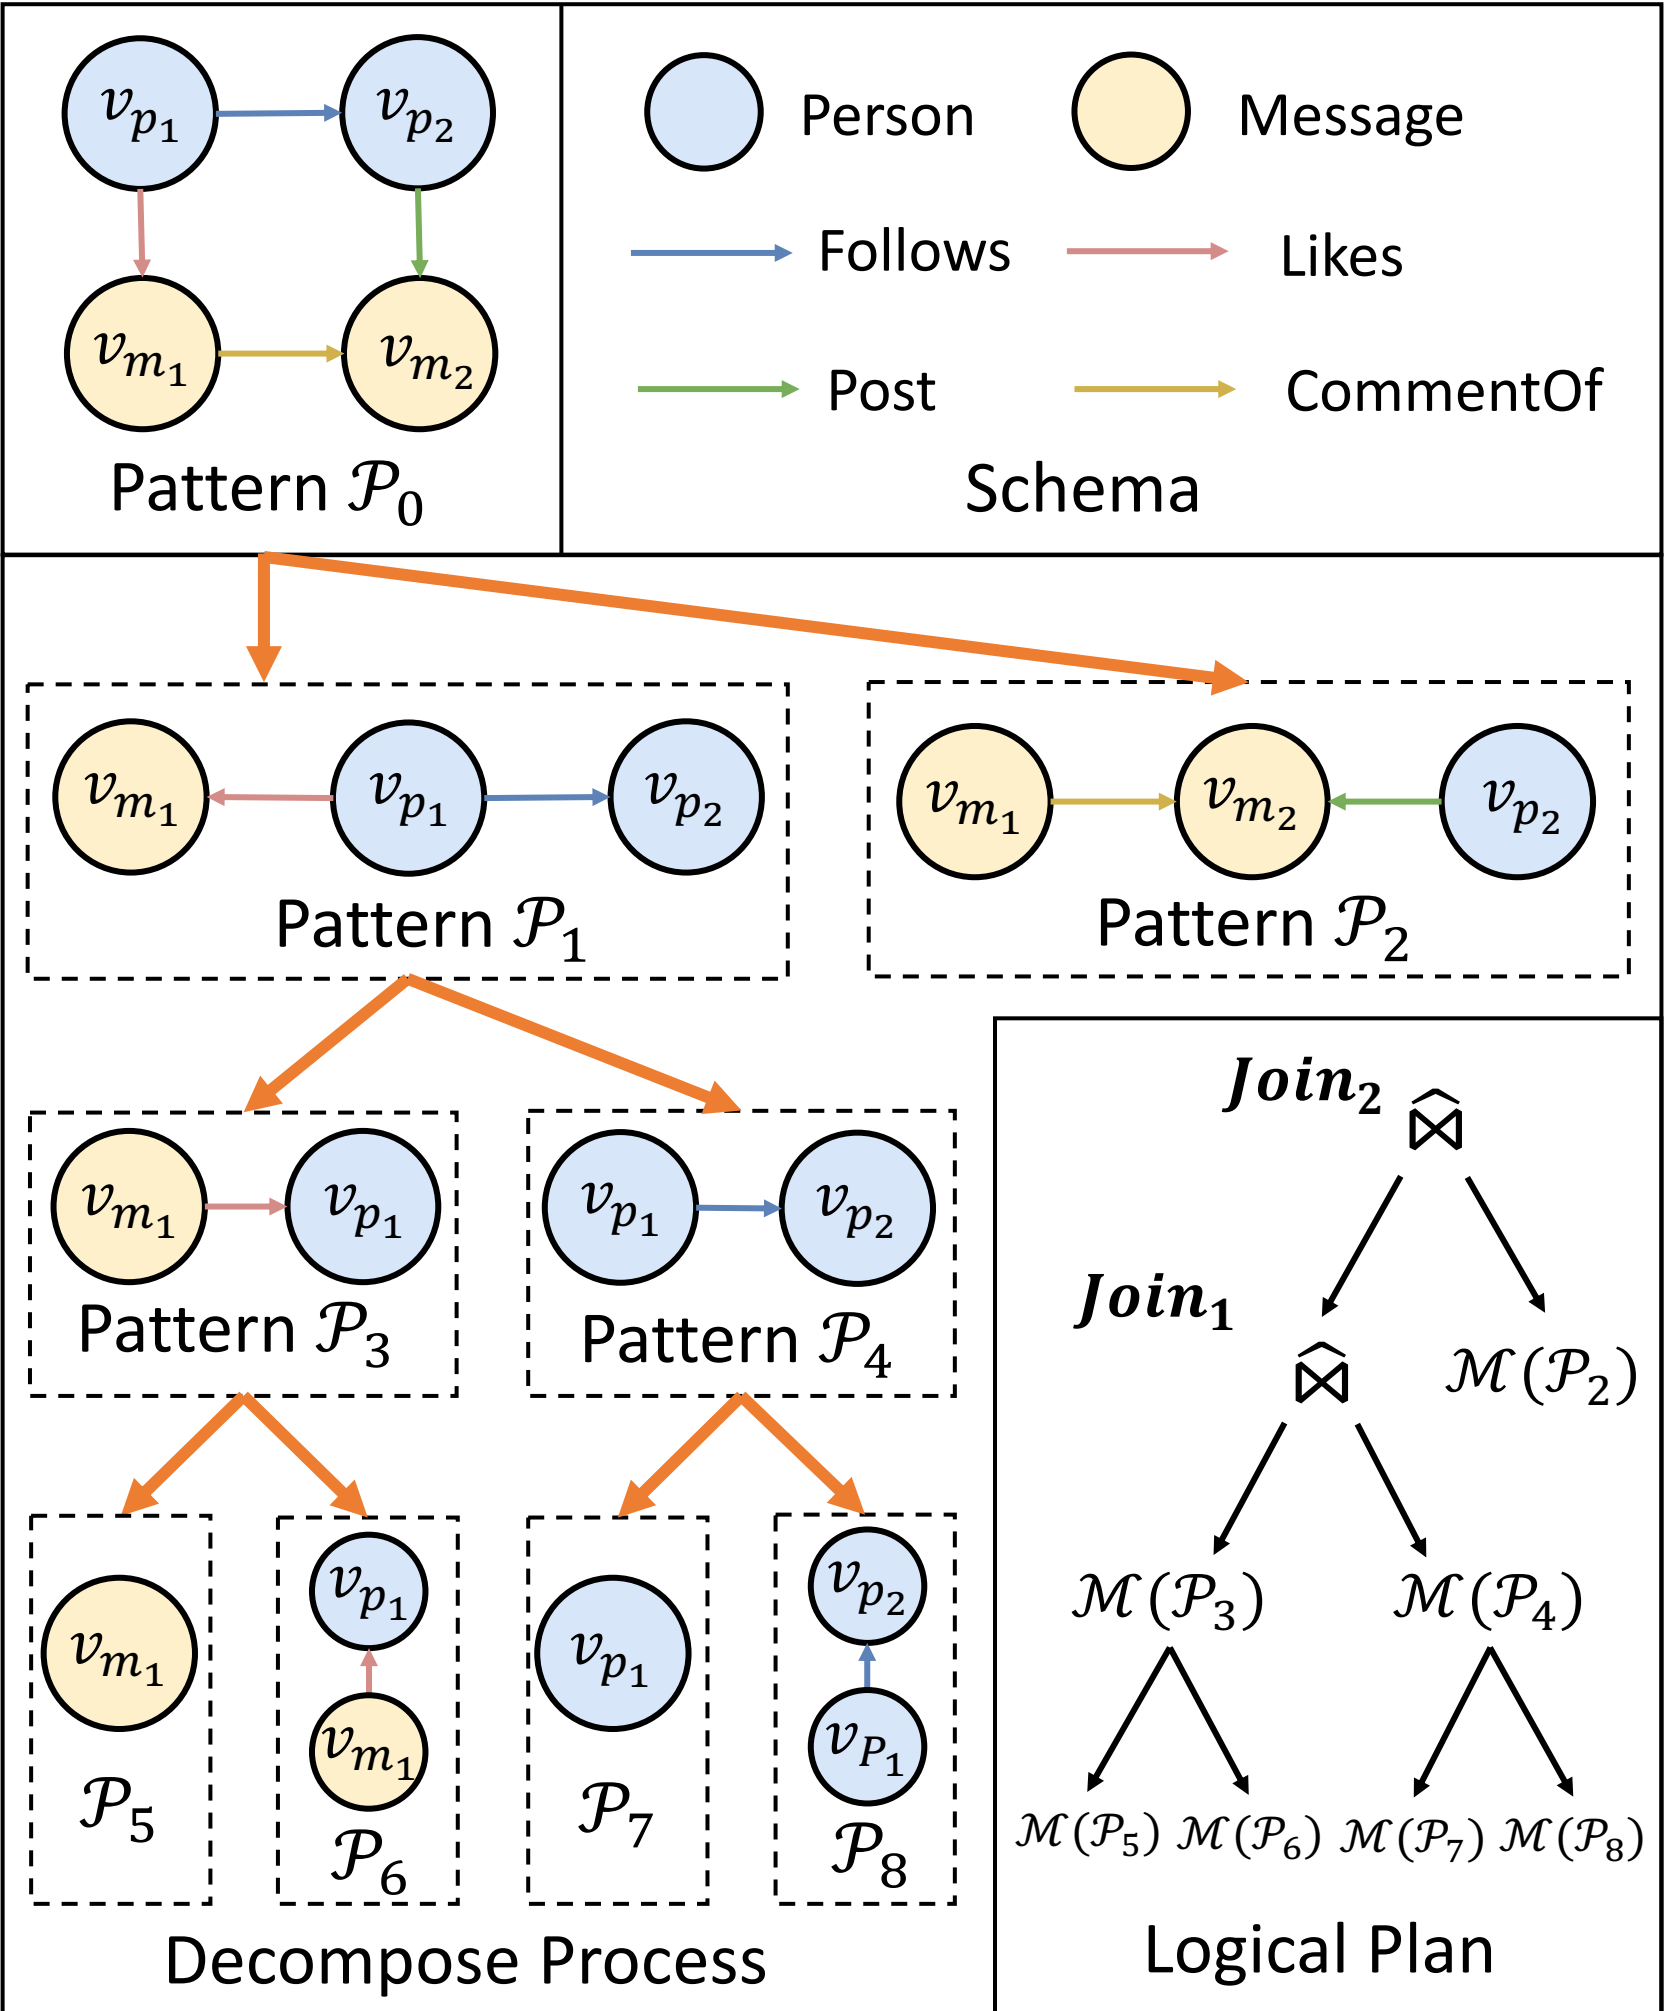 v_{p_1} v_{p_2}
v_{m_1} v_{m_2}
Pattern 𝒫_0
Person Message
Follows Likes
Post CommentOf
Schema
v_{m_1} v_{p_1} v_{p_2}
Pattern 𝒫_1
v_{m_1} v_{m_2} v_{p_2}
Pattern 𝒫_2
v_{m_1} v_{p_1}
Pattern 𝒫_3
v_{p_1} v_{p_2}
Pattern 𝒫_4
v_{m_1}
𝒫_5
v_{p_1}
v_{m_1}
𝒫_6
v_{p_1}
𝒫_7
v_{p_2}
v_{P_1}
𝒫_8
Decompose Process
Join_2 ⋈̂
Join_1
⋈̂ ℳ(𝒫_2)
ℳ(𝒫_3) ℳ(𝒫_4)
ℳ(𝒫_5) ℳ(𝒫_6) ℳ(𝒫_7) ℳ(𝒫_8)
Logical Plan